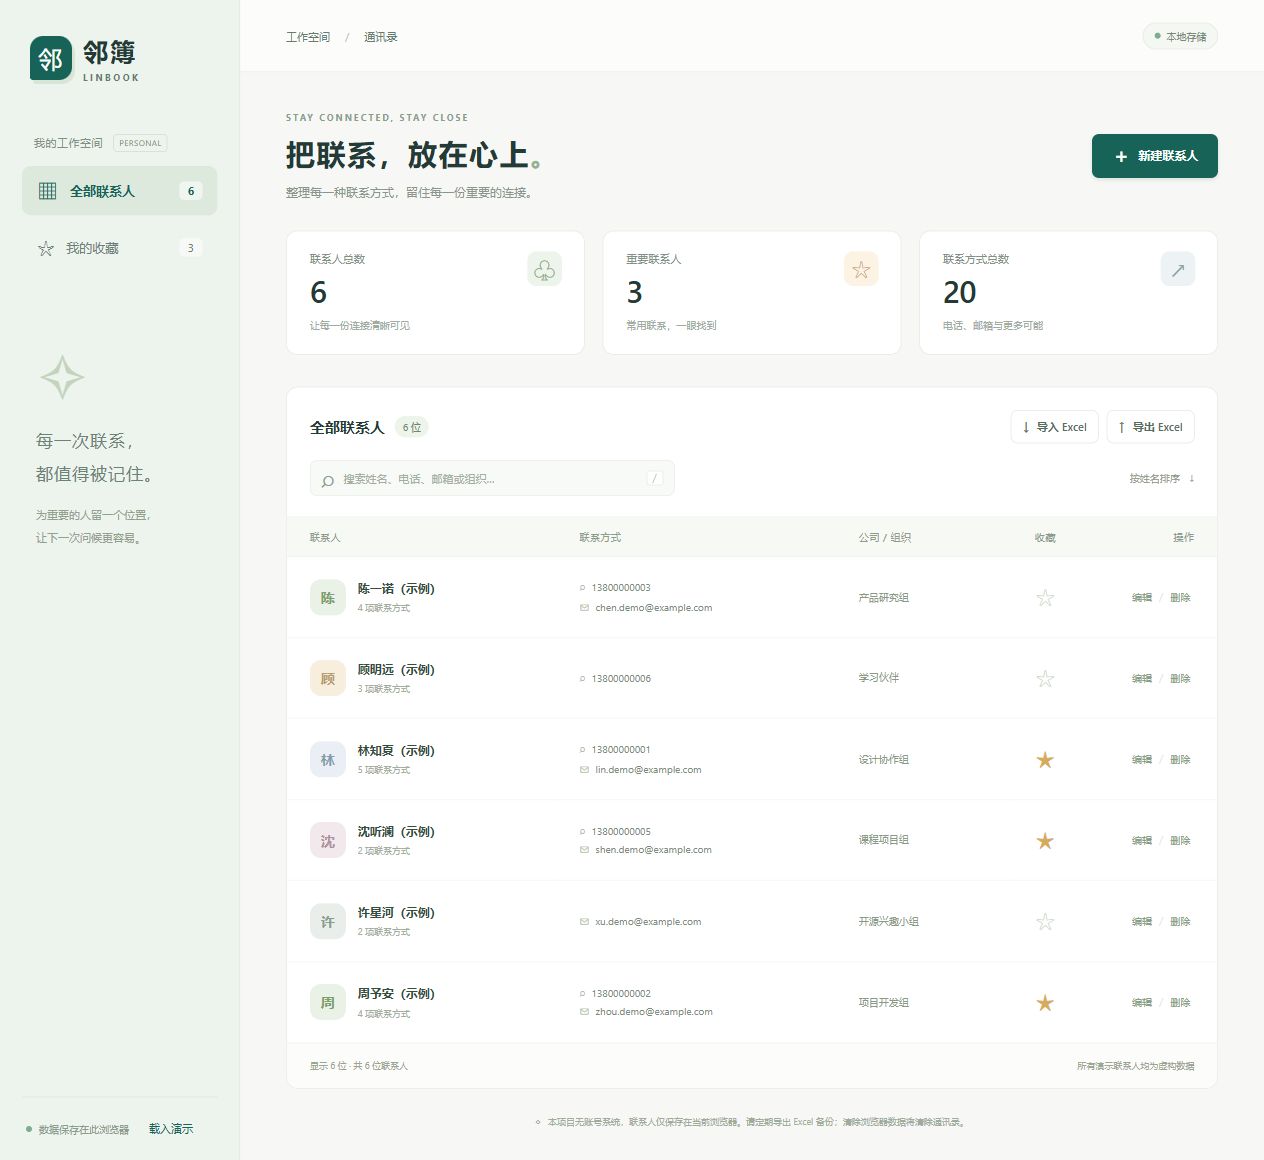 邻 邻簿
LINBOOK
我的工作空间 PERSONAL
全部联系人 6
我的收藏 3
每一次联系，
都值得被记住。
为重要的人留一个位置，
让下一次问候更容易。
数据保存在此浏览器 载入演示
工作空间 / 通讯录
本地存储
STAY CONNECTED, STAY CLOSE
把联系，放在心上。
整理每一种联系方式，留住每一份重要的连接。
+ 新建联系人
联系人总数
6
让每一份连接清晰可见
重要联系人
3
常用联系，一眼找到
联系方式总数
20
电话、邮箱与更多可能
全部联系人 6 位
↓ 导入 Excel ↑ 导出 Excel
搜索姓名、电话、邮箱或组织... /
按姓名排序 ↓
联系人 联系方式 公司 / 组织 收藏 操作
陈 陈一诺（示例）
4 项联系方式
13800000003
chen.demo@example.com
产品研究组
编辑 / 删除
顾 顾明远（示例）
3 项联系方式
13800000006
学习伙伴
编辑 / 删除
林 林知夏（示例）
5 项联系方式
13800000001
lin.demo@example.com
设计协作组
编辑 / 删除
沈 沈听澜（示例）
2 项联系方式
13800000005
shen.demo@example.com
课程项目组
编辑 / 删除
许 许星河（示例）
2 项联系方式
xu.demo@example.com
开源兴趣小组
编辑 / 删除
周 周予安（示例）
4 项联系方式
13800000002
zhou.demo@example.com
项目开发组
编辑 / 删除
显示 6 位 · 共 6 位联系人
所有演示联系人均为虚构数据
本项目无账号系统，联系人仅保存在当前浏览器。请定期导出 Excel 备份；清除浏览器数据将清除通讯录。